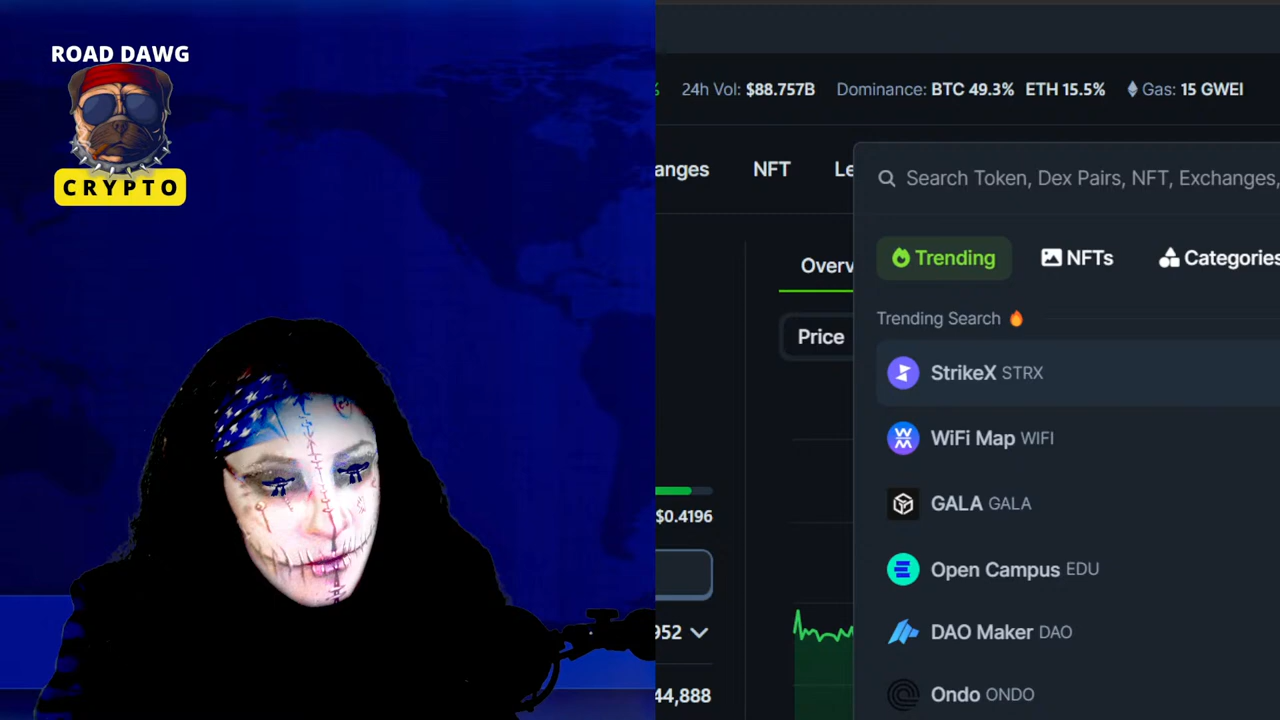 ROAD DAWG
CRYPTO
24h Vol: $88.757B Dominance: BTC 49.3% ETH 15.5% Gas: 15 GWEI
anges NFT Le
Search Token, Dex Pairs, NFT, Exchanges,
Trending NFTs Categories
Overv
Trending Search
Price
StrikeX STRX
WiFi Map WIFI
GALA GALA
$0.4196
Open Campus EDU
952
DAO Maker DAO
44,888
Ondo ONDO